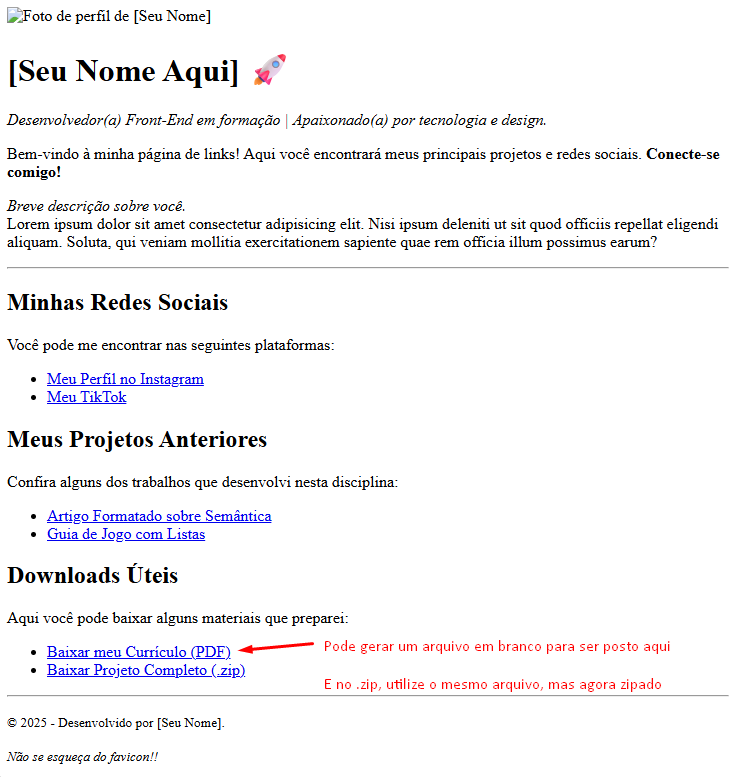 Foto de perfil de [Seu Nome]
[Seu Nome Aqui] 🚀
Desenvolvedor(a) Front-End em formação | Apaixonado(a) por tecnologia e design.
Bem-vindo à minha página de links! Aqui você encontrará meus principais projetos e redes sociais. Conecte-se
comigo!
Breve descrição sobre você.
Lorem ipsum dolor sit amet consectetur adipisicing elit. Nisi ipsum deleniti ut sit quod officiis repellat eligendi
aliquam. Soluta, qui veniam mollitia exercitationem sapiente quae rem officia illum possimus earum?
Minhas Redes Sociais
Você pode me encontrar nas seguintes plataformas:
• Meu Perfil no Instagram
• Meu TikTok
Meus Projetos Anteriores
Confira alguns dos trabalhos que desenvolvi nesta disciplina:
• Artigo Formatado sobre Semântica
• Guia de Jogo com Listas
Downloads Úteis
Aqui você pode baixar alguns materiais que preparei:
• Baixar meu Currículo (PDF)
Pode gerar um arquivo em branco para ser posto aqui
• Baixar Projeto Completo (.zip)
E no .zip, utilize o mesmo arquivo, mas agora zipado
© 2025 - Desenvolvido por [Seu Nome].
Não se esqueça do favicon!!